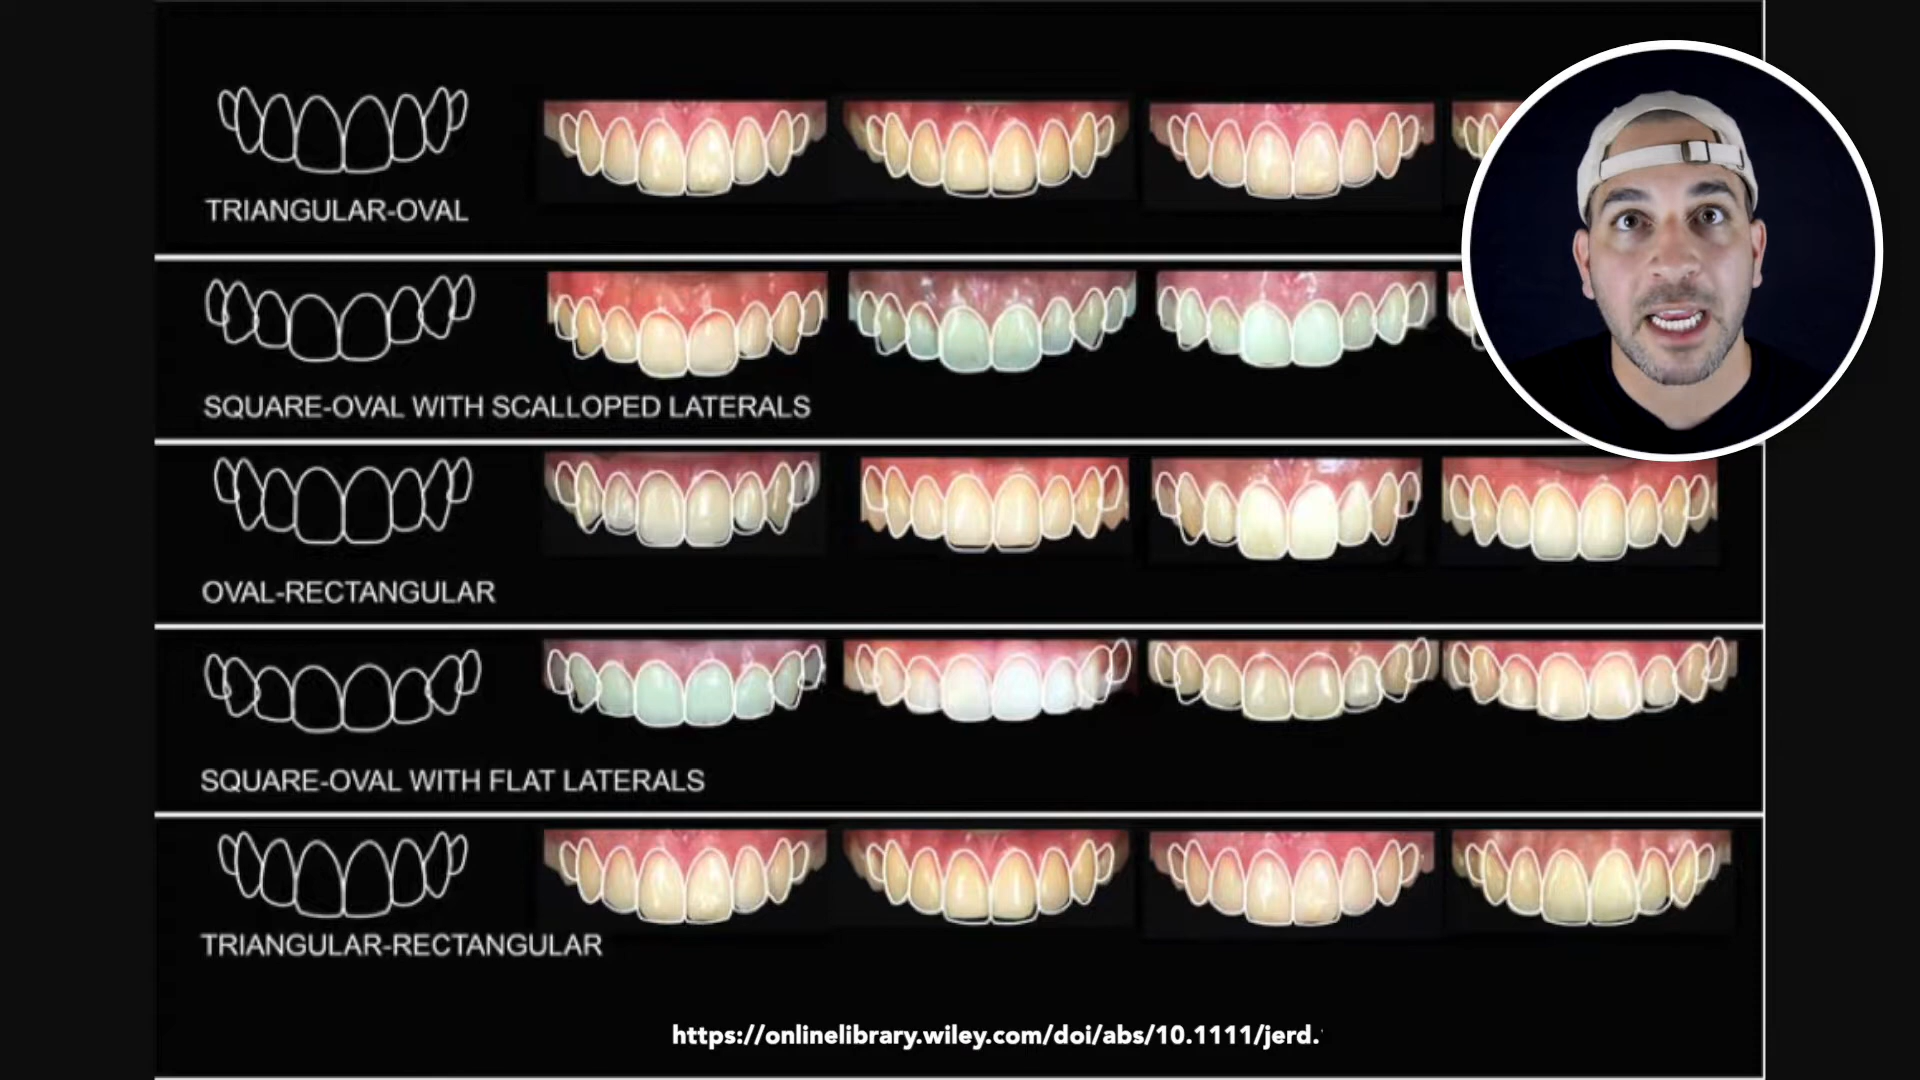 TRIANGULAR-OVAL
SQUARE-OVAL WITH SCALLOPED LATERALS
OVAL-RECTANGULAR
SQUARE-OVAL WITH FLAT LATERALS
TRIANGULAR-RECTANGULAR
https://onlinelibrary.wiley.com/doi/abs/10.1111/jerd.